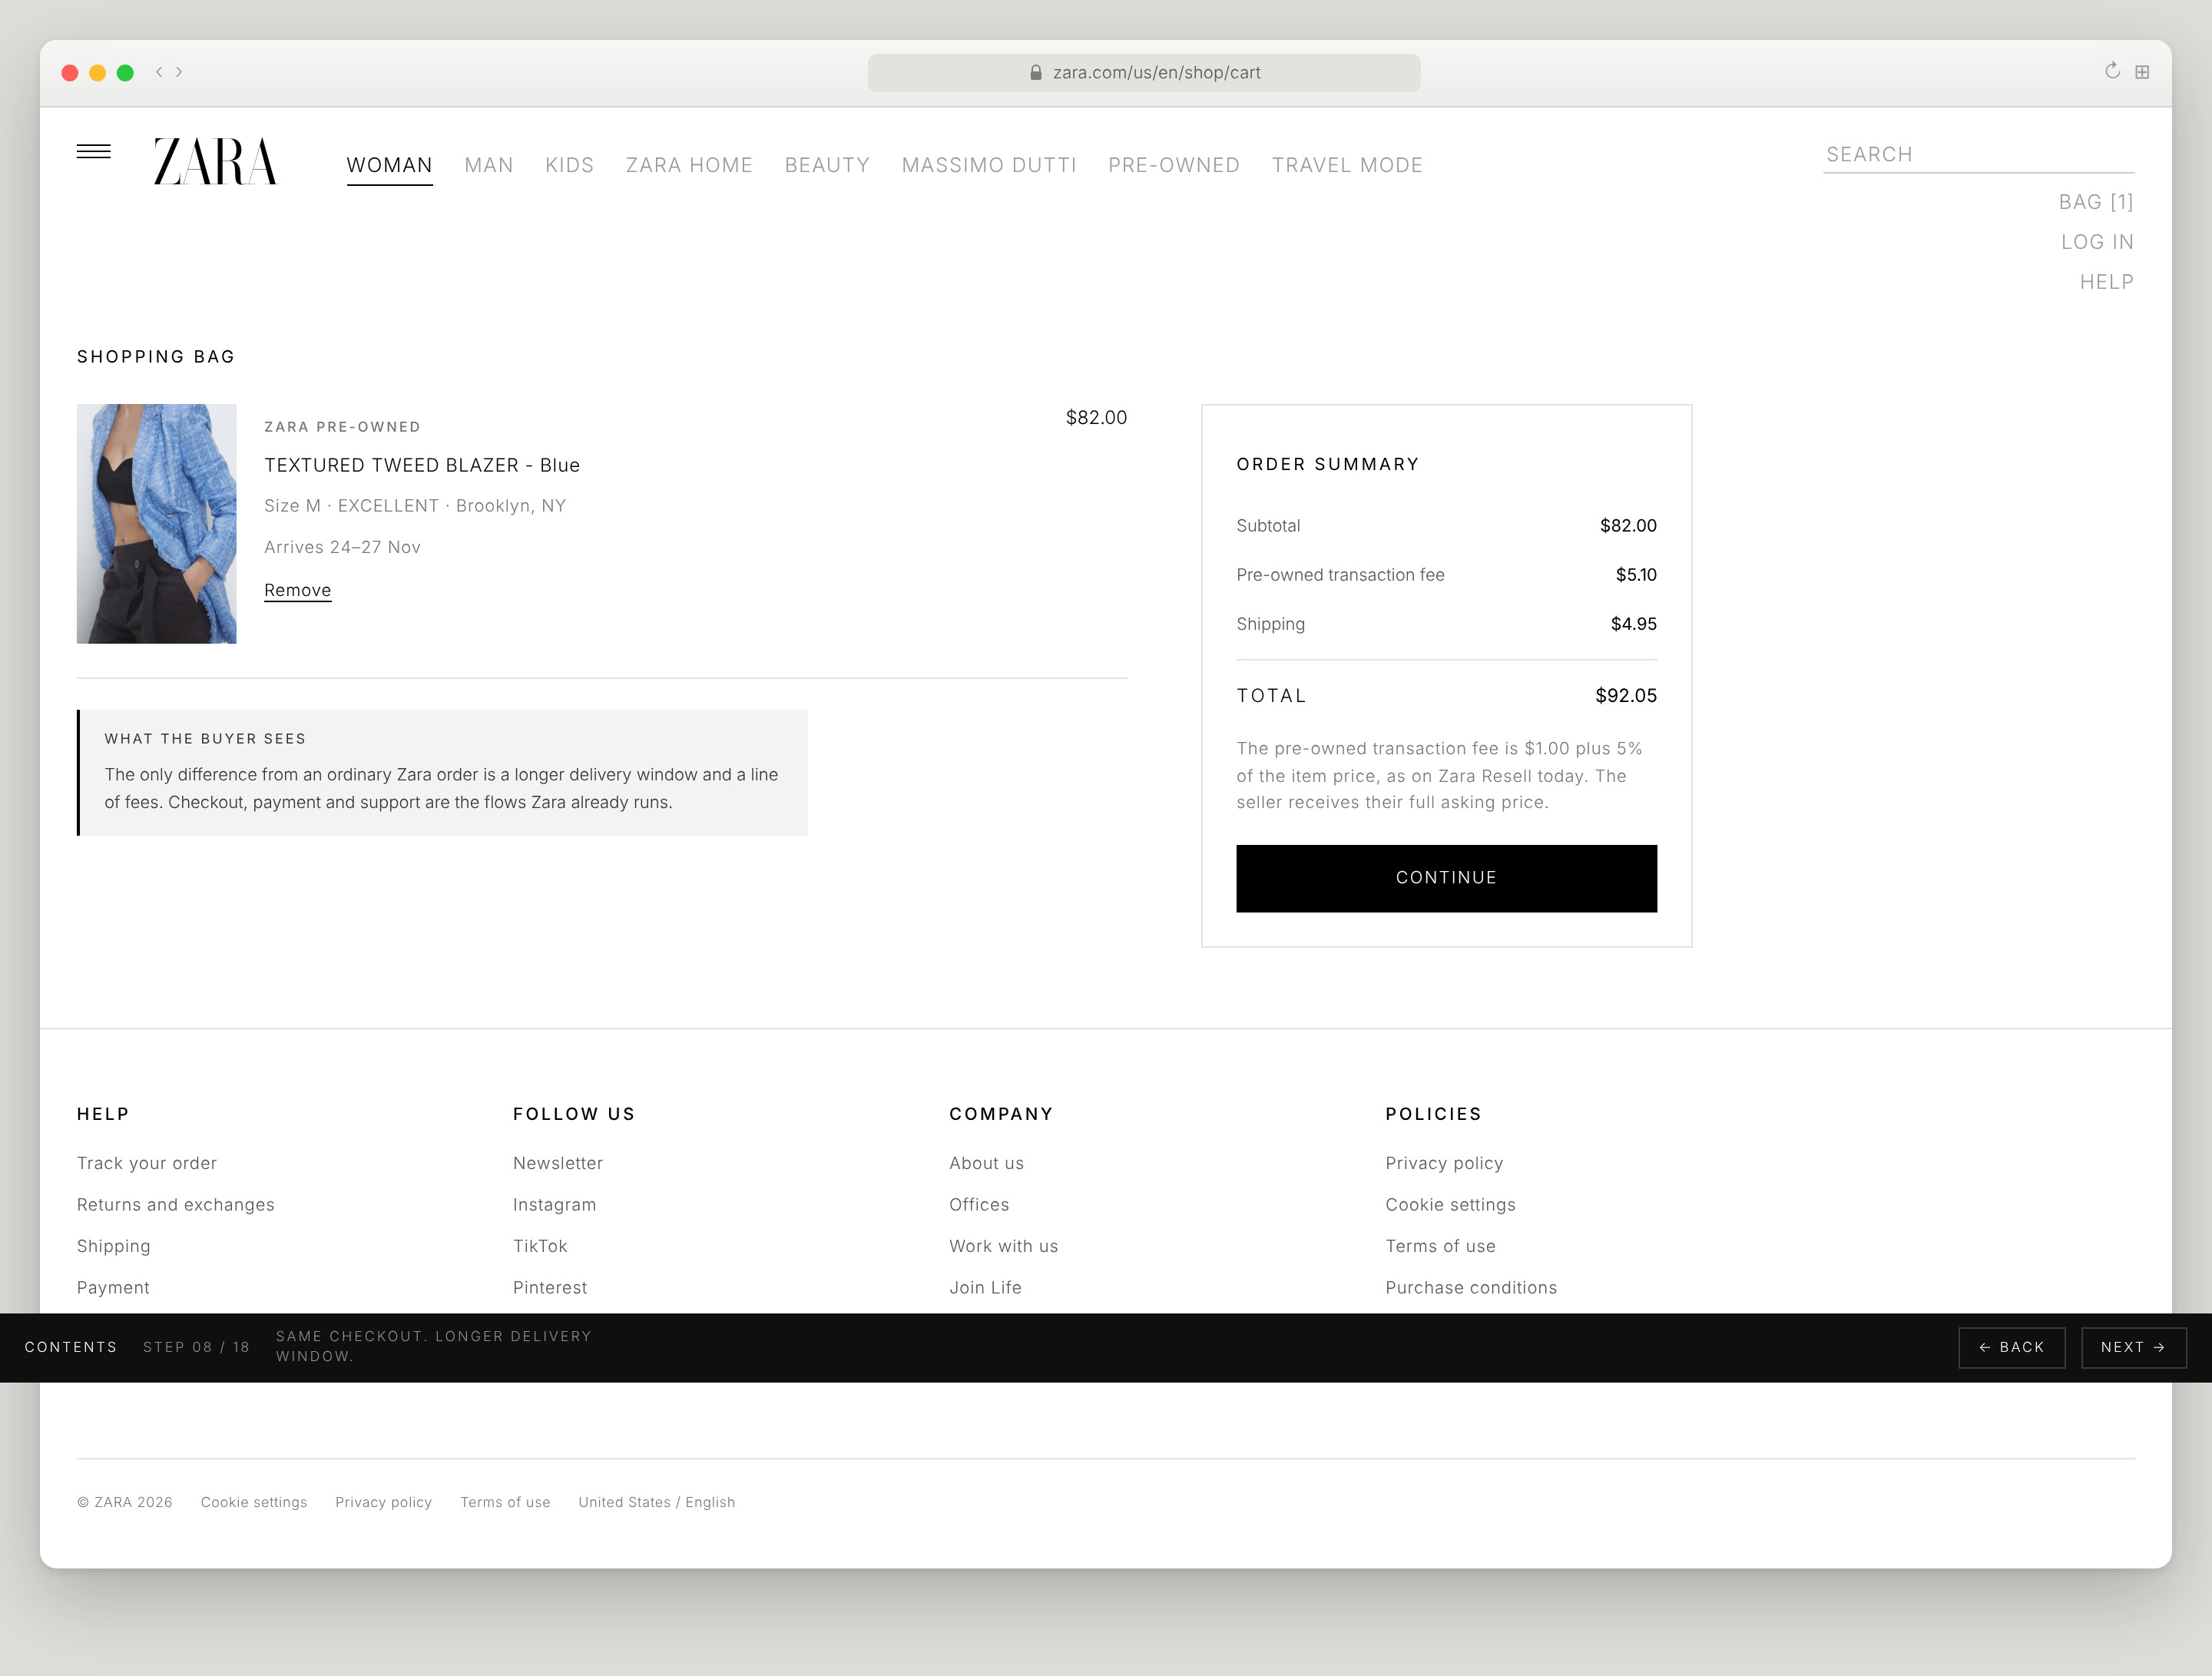 zara.com/us/en/shop/cart
ZARA
WOMAN MAN KIDS ZARA HOME BEAUTY MASSIMO DUTTI PRE-OWNED TRAVEL MODE
SEARCH
BAG [1]
LOG IN
HELP
SHOPPING BAG
ZARA PRE-OWNED
$82.00
TEXTURED TWEED BLAZER - Blue
Size M · EXCELLENT · Brooklyn, NY
Arrives 24–27 Nov
Remove
WHAT THE BUYER SEES
The only difference from an ordinary Zara order is a longer delivery window and a line
of fees. Checkout, payment and support are the flows Zara already runs.
ORDER SUMMARY
Subtotal $82.00
Pre-owned transaction fee $5.10
Shipping $4.95
TOTAL $92.05
The pre-owned transaction fee is $1.00 plus 5%
of the item price, as on Zara Resell today. The
seller receives their full asking price.
CONTINUE
HELP
Track your order
Returns and exchanges
Shipping
Payment
FOLLOW US
Newsletter
Instagram
TikTok
Pinterest
COMPANY
About us
Offices
Work with us
Join Life
POLICIES
Privacy policy
Cookie settings
Terms of use
Purchase conditions
CONTENTS STEP 08 / 18
SAME CHECKOUT. LONGER DELIVERY
WINDOW.
← BACK NEXT →
© ZARA 2026 Cookie settings Privacy policy Terms of use United States / English